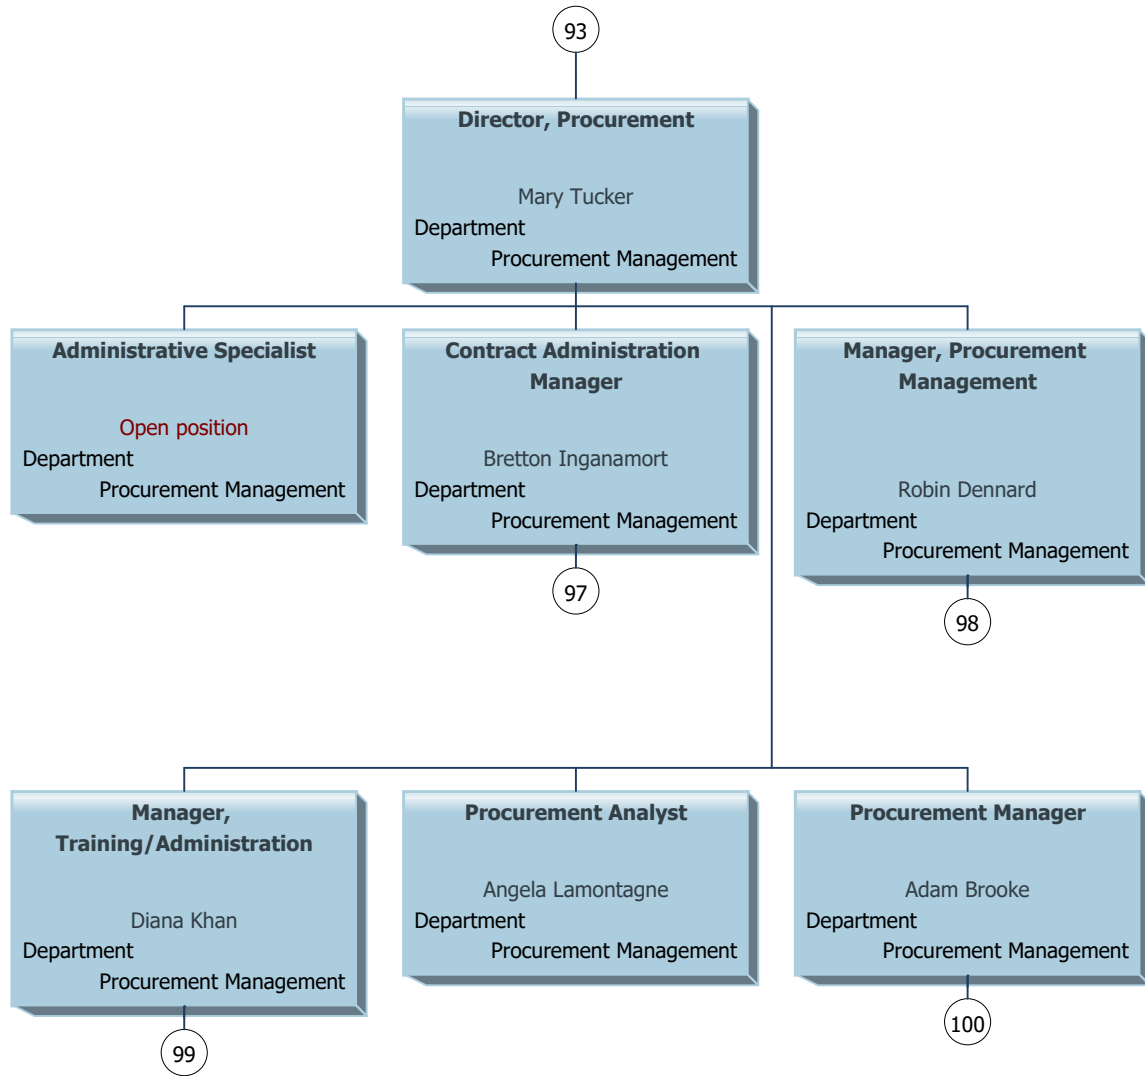 93
Director, Procurement
Mary Tucker
Department
Procurement Management
Administrative Specialist
Open position
Department
Procurement Management
Contract Administration
Manager
Bretton Inganamort
Department
Procurement Management
97
Manager, Procurement
Management
Robin Dennard
Department
Procurement Management
98
Manager,
Training/Administration
Diana Khan
Department
Procurement Management
99
Procurement Analyst
Angela Lamontagne
Department
Procurement Management
Procurement Manager
Adam Brooke
Department
Procurement Management
100